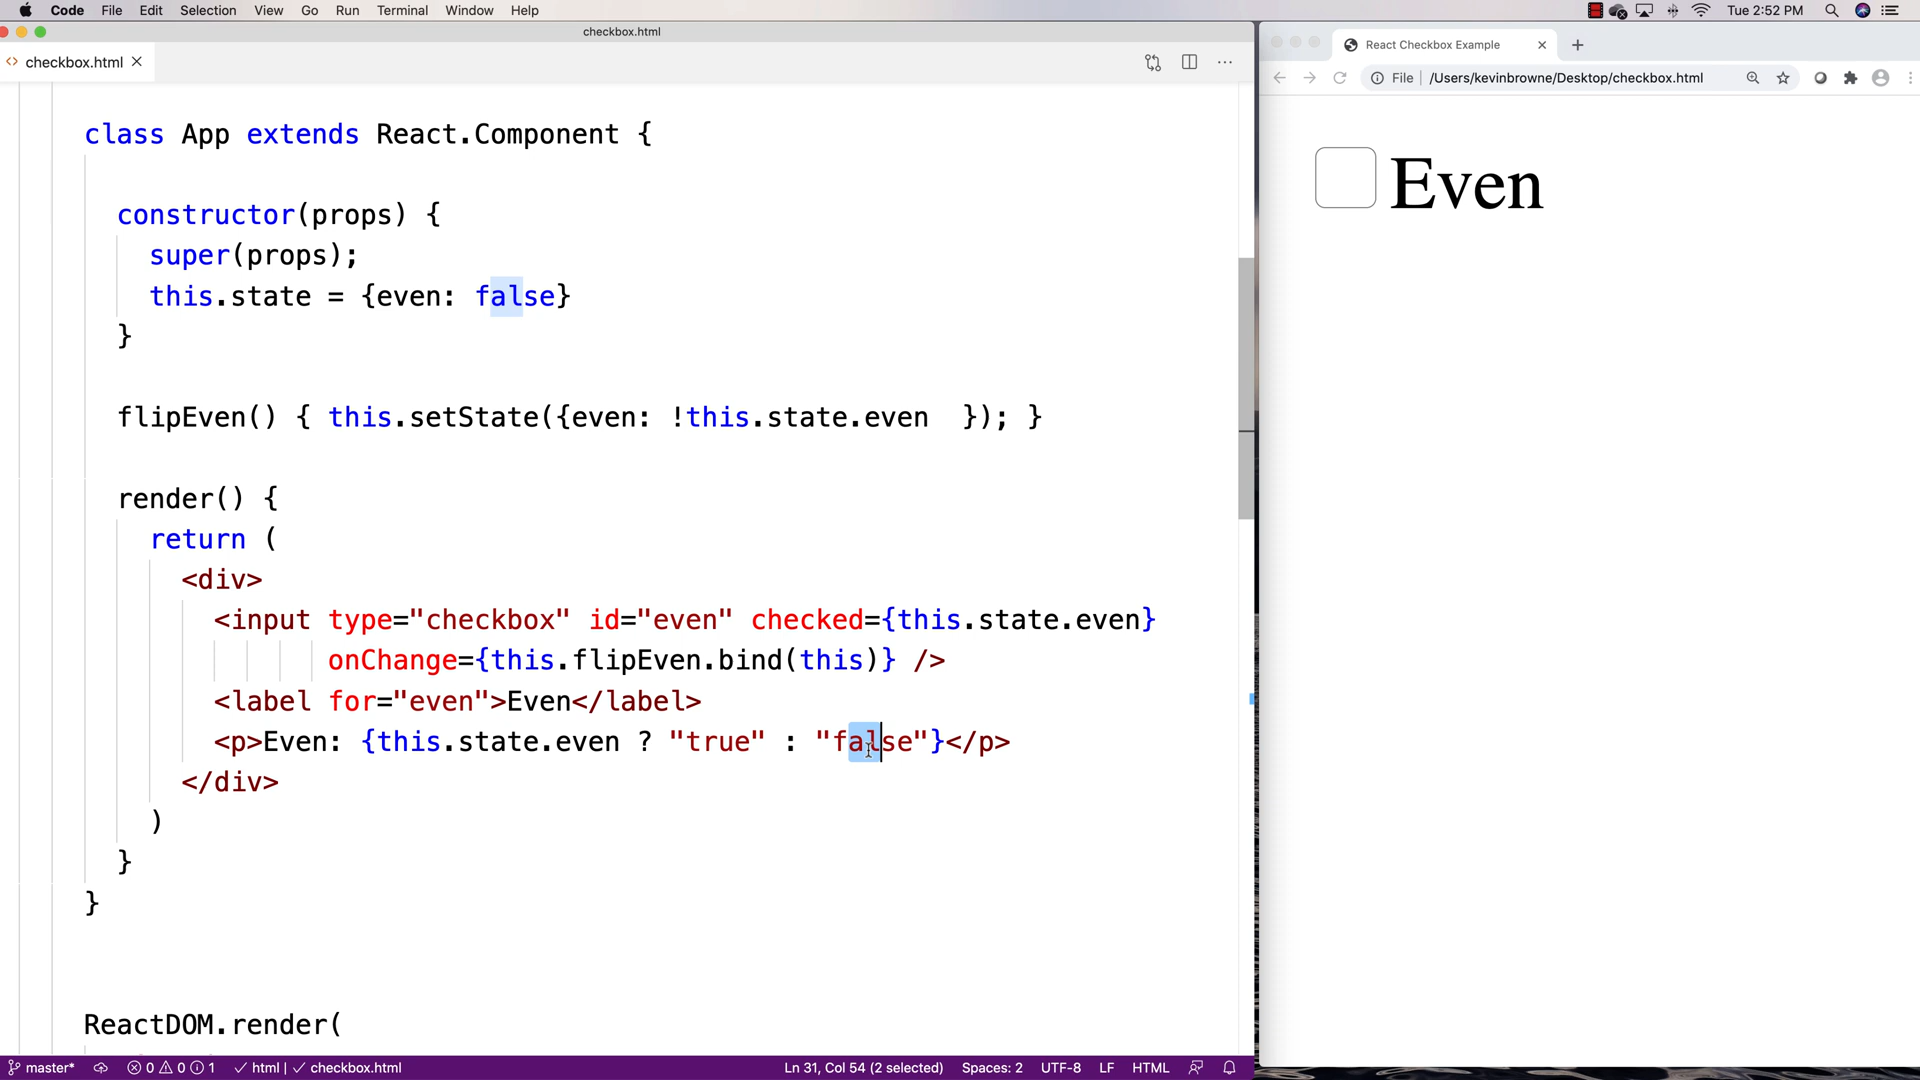 Code File Edit Selection View Go Run Terminal Window Help Tue 2:52 PM
checkbox.html
checkbox.html
class App extends React.Component {
constructor(props) {
super(props);
this.state = {even: false}
}
flipEven() { this.setState({even: !this.state.even  }); }
render() {
return (
<div>
<input type="checkbox" id="even" checked={this.state.even}
onChange={this.flipEven.bind(this)} />
<label for="even">Even</label>
<p>Even: {this.state.even ? "true" : "false"}</p>
</div>
)
}
}
ReactDOM.render(
master* 0 0 1 html | checkbox.html Ln 31, Col 54 (2 selected) Spaces: 2 UTF-8 LF HTML
React Checkbox Example
File | /Users/kevinbrowne/Desktop/checkbox.html
Even